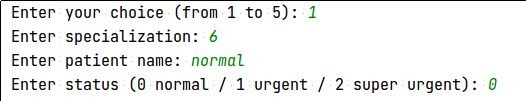 Enter your choice (from 1 to 5): 1
Enter specialization: 6
Enter patient name: normal
Enter status (0 normal / 1 urgent / 2 super urgent): 0